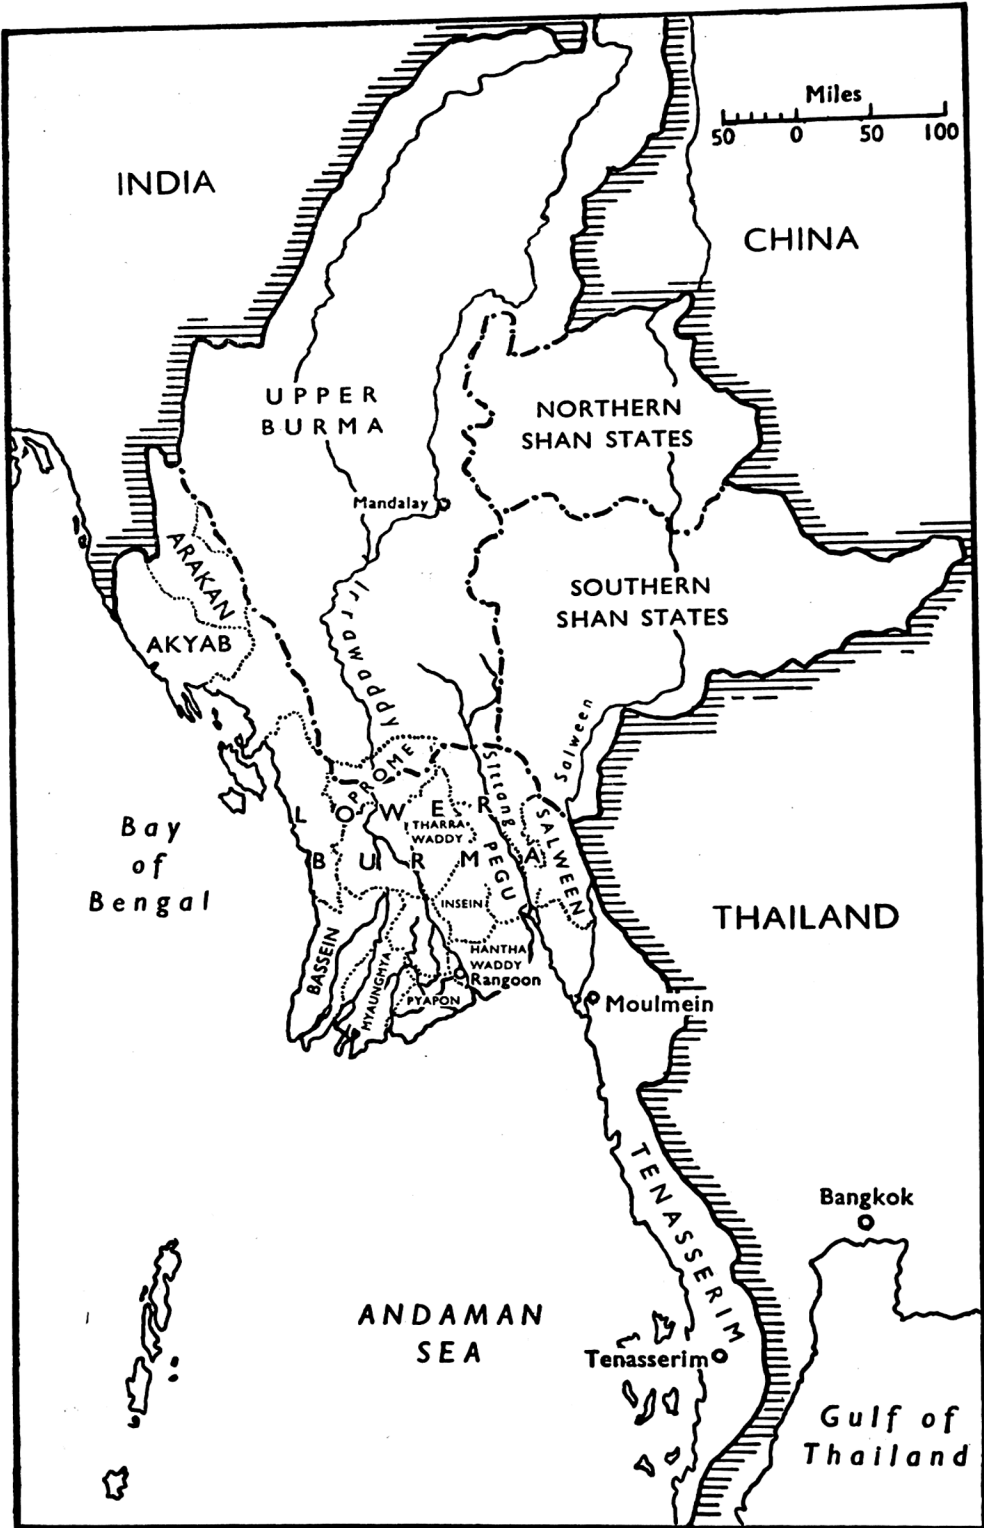 Miles
50 0 50 100
INDIA
CHINA
UPPER
BURMA
NORTHERN
SHAN STATES
Mandalay
ARAKAN
SOUTHERN
SHAN STATES
AKYAB
Irrawaddy
Salween
PROME
Sittang
LOWER
BURMA
THARRA
WADDY
SALWEEN
PEGU
Bay
of
Bengal
INSEIN
THAILAND
BASSEIN
MYAUNGMYA
HANTHA
WADDY
Rangoon
PYAPON
Moulmein
TENASSERIM
Bangkok
ANDAMAN
SEA
Tenasserim
Gulf of
Thailand